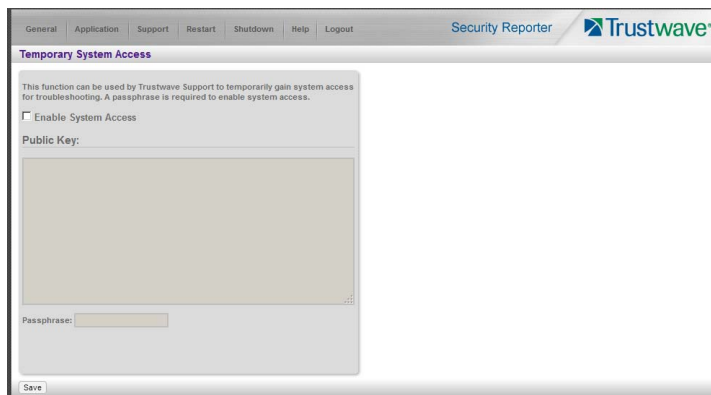 General Application Support Restart Shutdown Help Logout Security Reporter Trustwave®
Temporary System Access
This function can be used by Trustwave Support to temporarily gain system access
for troubleshooting. A passphrase is required to enable system access.
Enable System Access
Public Key:
Passphrase:
Save